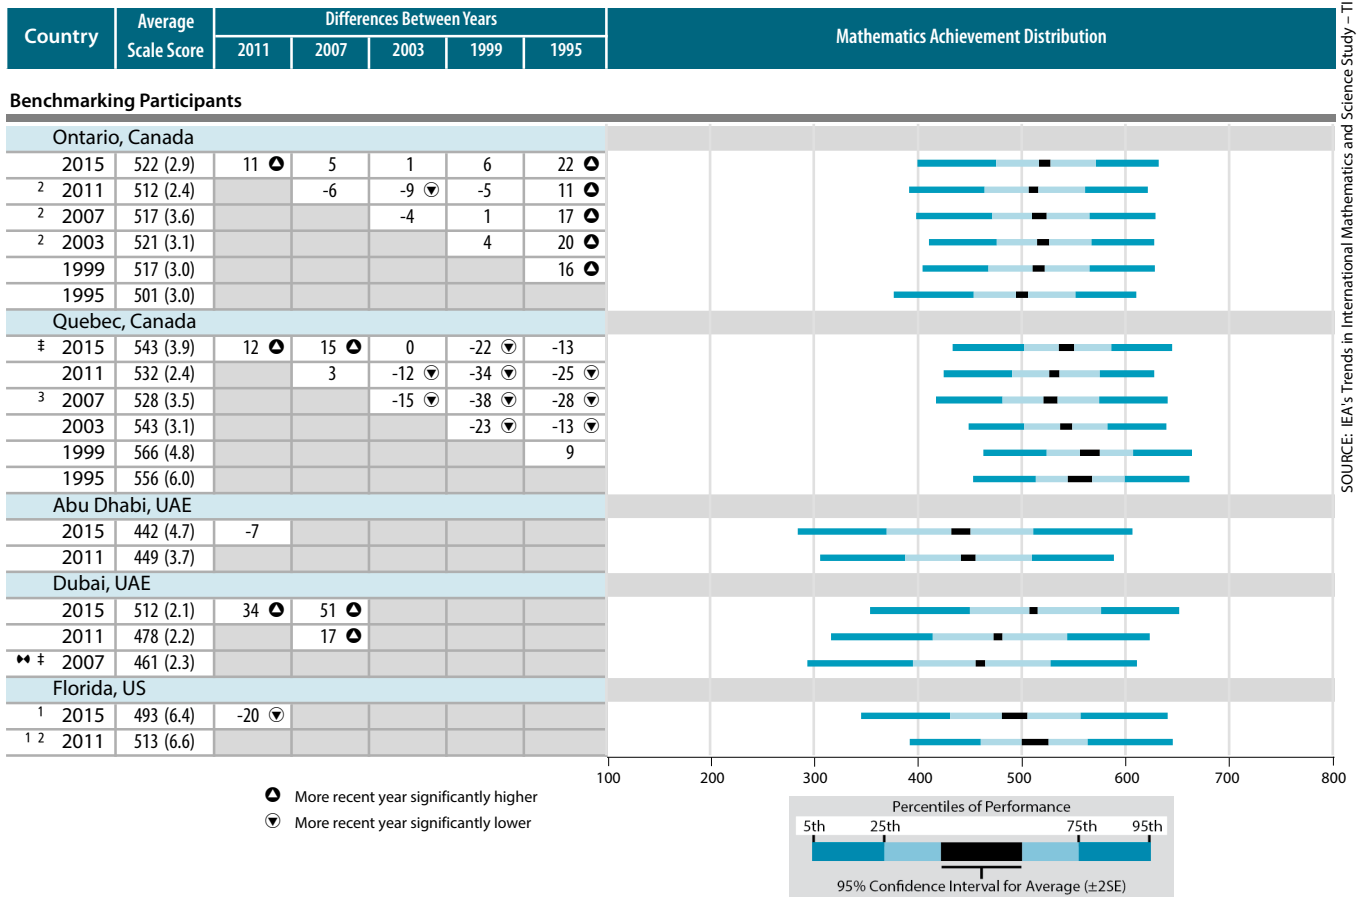 Country Average Scale Score Differences Between Years Mathematics Achievement Distribution
2011 2007 2003 1999 1995
Benchmarking Participants
Ontario, Canada
2015 522 (2.9) 11 5 1 6 22
2 2011 512 (2.4) -6 -9 -5 11
2 2007 517 (3.6) -4 1 17
2 2003 521 (3.1) 4 20
1999 517 (3.0) 16
1995 501 (3.0)
Quebec, Canada
‡ 2015 543 (3.9) 12 15 0 -22 -13
2011 532 (2.4) 3 -12 -34 -25
3 2007 528 (3.5) -15 -38 -28
2003 543 (3.1) -23 -13
1999 566 (4.8) 9
1995 556 (6.0)
Abu Dhabi, UAE
2015 442 (4.7) -7
2011 449 (3.7)
Dubai, UAE
2015 512 (2.1) 34 51
2011 478 (2.2) 17
‡ 2007 461 (2.3)
Florida, US
1 2015 493 (6.4) -20
1 2 2011 513 (6.6)
100 200 300 400 500 600 700 800
More recent year significantly higher
More recent year significantly lower
Percentiles of Performance
5th 25th 75th 95th
95% Confidence Interval for Average (±2SE)
SOURCE: IEA's Trends in International Mathematics and Science Study – TI